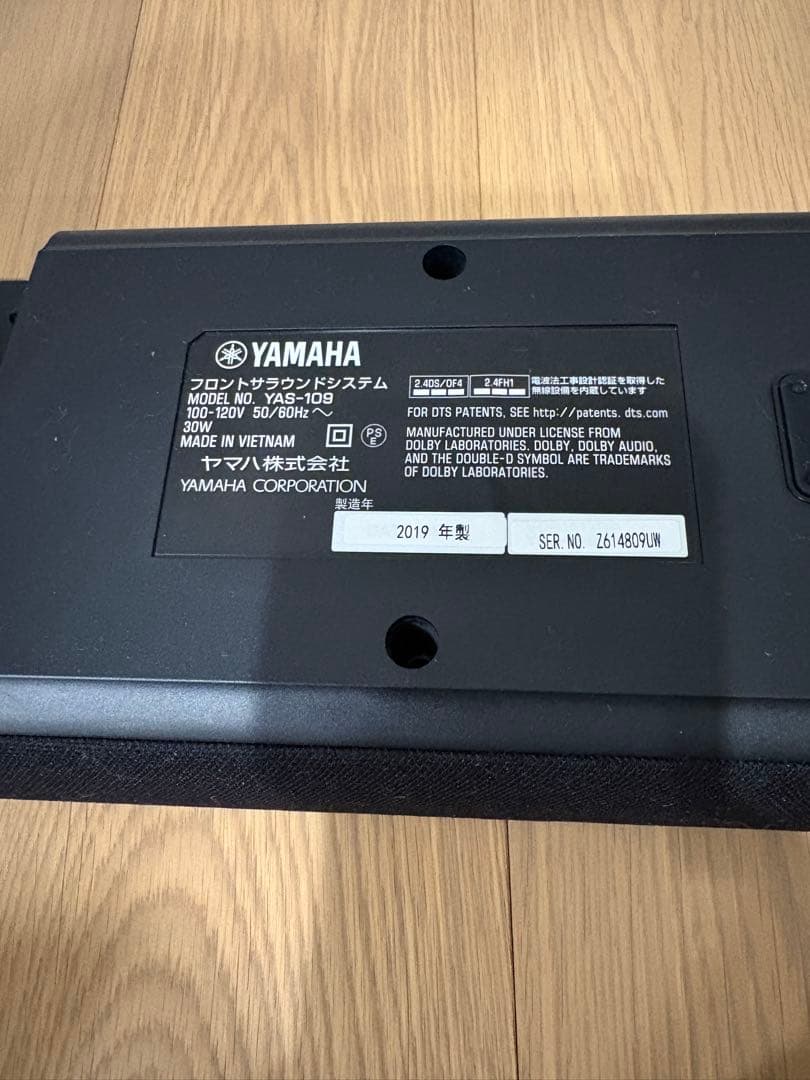 YAMAHA
フロントサラウンドシステム
MODEL NO. YAS-109
100-120V 50/60Hz ～
30W
MADE IN VIETNAM
PS
E
ヤマハ株式会社
YAMAHA CORPORATION
2.4DS/OF4
2.4FH1
電波法工事設計認証を取得した
無線設備を内蔵しています
FOR DTS PATENTS, SEE http://patents.dts.com
MANUFACTURED UNDER LICENSE FROM
DOLBY LABORATORIES. DOLBY, DOLBY AUDIO,
AND THE DOUBLE-D SYMBOL ARE TRADEMARKS
OF DOLBY LABORATORIES.
製造年
2019 年製
SER.NO. Z614809UW